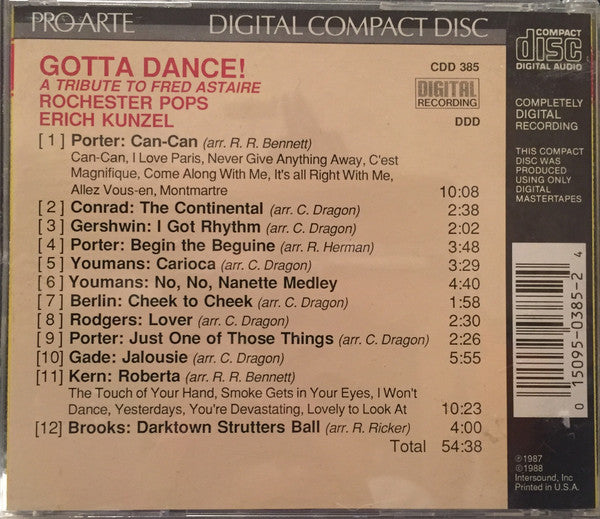 PRO ARTE DIGITAL COMPACT DISC
COMPACT
disc
DIGITAL AUDIO
GOTTA DANCE! CDD 385
A TRIBUTE TO FRED ASTAIRE
ROCHESTER POPS
ERICH KUNZEL
DIGITAL
RECORDING
DDD
[1] Porter: Can-Can (arr. R. R. Bennett)
Can-Can, I Love Paris, Never Give Anything Away, C'est
Magnifique, Come Along With Me, It's all Right With Me,
Allez Vous-en, Montmartre 10:08
[2] Conrad: The Continental (arr. C. Dragon) 2:38
[3] Gershwin: I Got Rhythm (arr. C. Dragon) 2:02
[4] Porter: Begin the Beguine (arr. R. Herman) 3:48
[5] Youmans: Carioca (arr. C. Dragon) 3:29
[6] Youmans: No, No, Nanette Medley 4:40
[7] Berlin: Cheek to Cheek (arr. C. Dragon) 1:58
[8] Rodgers: Lover (arr. C. Dragon) 2:30
[9] Porter: Just One of Those Things (arr. C. Dragon) 2:26
[10] Gade: Jalousie (arr. C. Dragon) 5:55
[11] Kern: Roberta (arr. R. R. Bennett)
The Touch of Your Hand, Smoke Gets in Your Eyes, I Won't
Dance, Yesterdays, You're Devastating, Lovely to Look At 10:23
[12] Brooks: Darktown Strutters Ball (arr. R. Ricker) 4:00
Total 54:38
COMPLETELY
DIGITAL
RECORDING
THIS COMPACT
DISC WAS
PRODUCED
USING ONLY
DIGITAL
MASTERTAPES
0 15095-0385-2 4
℗1987
©1988
Intersound, Inc
Printed in U.S.A.